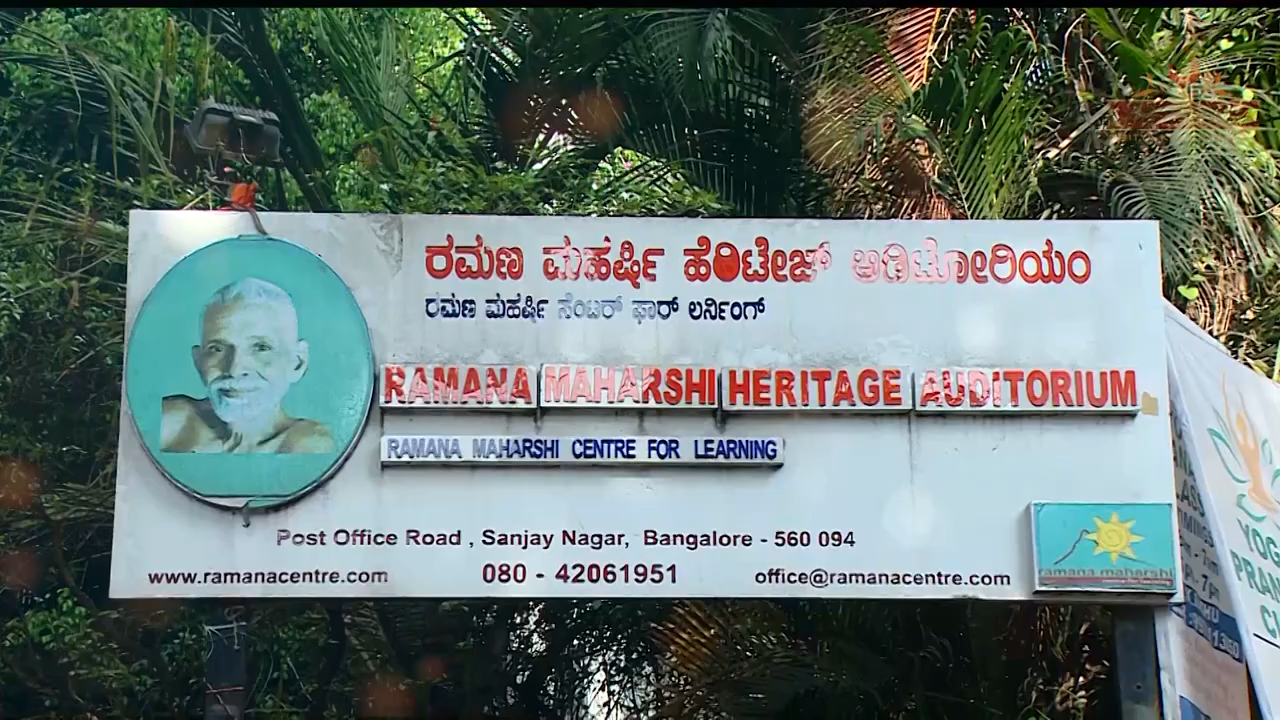 ರಮಣ ಮಹರ್ಷಿ ಹೆರಿಟೇಜ್ ಆಡಿಟೋರಿಯಂ
ರಮಣ ಮಹರ್ಷಿ ಸೆಂಟರ್ ಫಾರ್ ಲರ್ನಿಂಗ್
RAMANA MAHARSHI HERITAGE AUDITORIUM
RAMANA MAHARSHI CENTRE FOR LEARNING
Post Office Road , Sanjay Nagar, Bangalore - 560 094
www.ramanacentre.com 080 - 42061951 office@ramanacentre.com
ramana maharshi